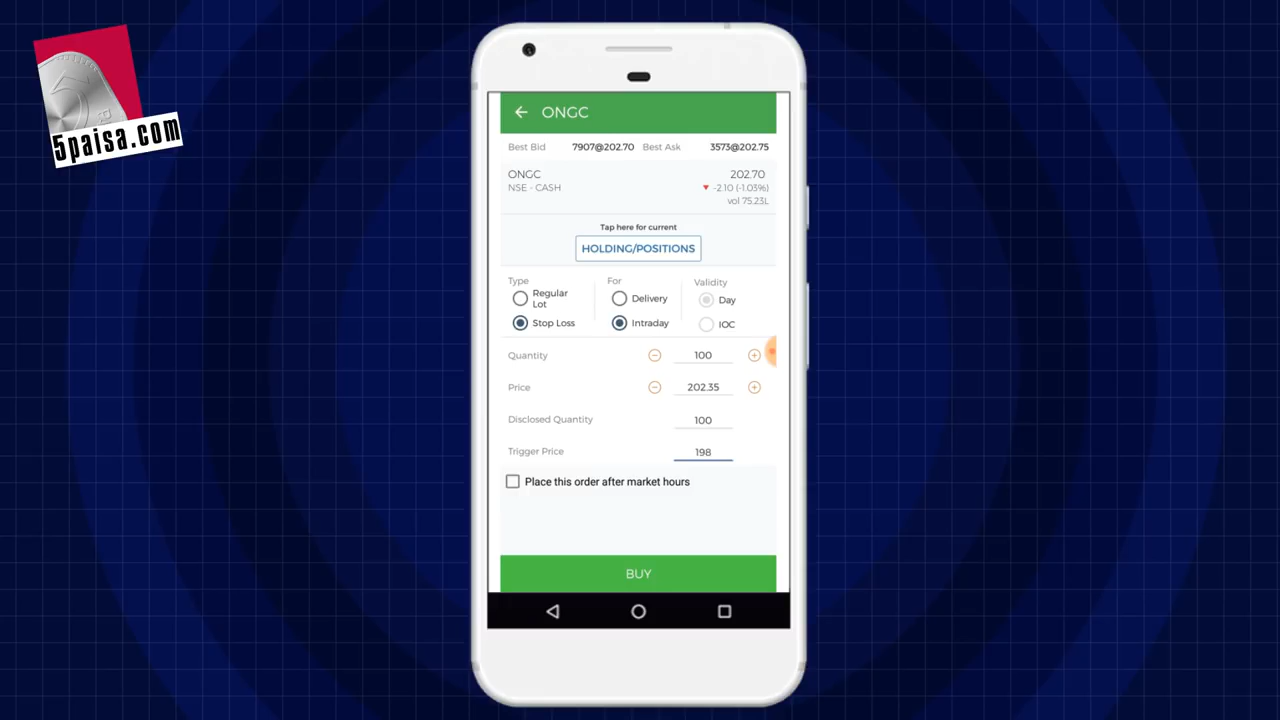 5paisa.com
ONGC
Best Bid 7907@202.70 Best Ask 3573@202.75
ONGC 202.70
NSE - CASH -2.10 (-1.03%)
vol 75.23L
Tap here for current
HOLDING/POSITIONS
Type For Validity
Regular Lot Delivery Day
Stop Loss Intraday IOC
Quantity 100
Price 202.35
Disclosed Quantity 100
Trigger Price 198
Place this order after market hours
BUY